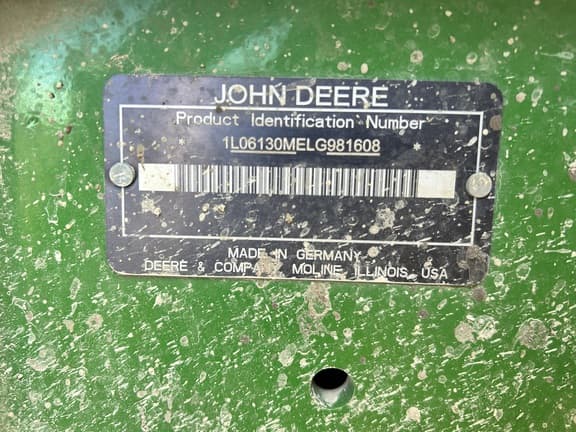 JOHN DEERE
Product Identification Number
1L06130MELG981608 *
MADE IN GERMANY
DEERE & COMPANY MOLINE ILLINOIS USA